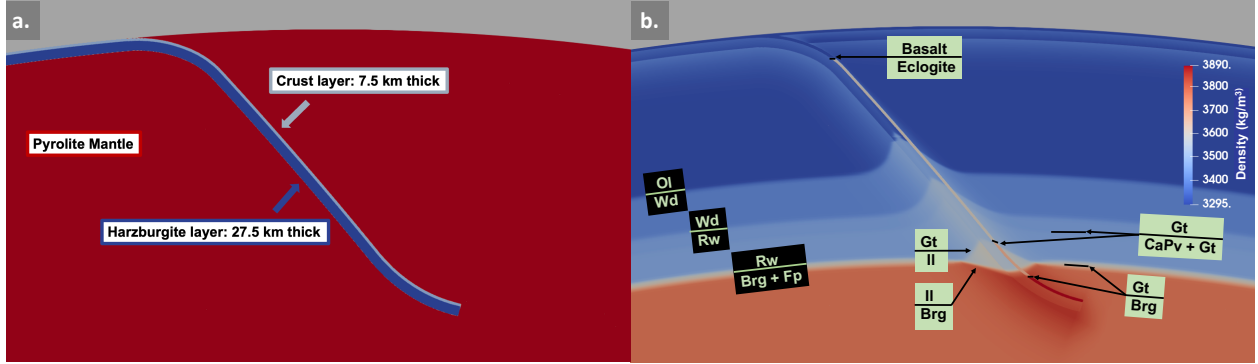 a.
Crust layer: 7.5 km thick
Pyrolite Mantle
Harzburgite layer: 27.5 km thick
b.
Basalt
Eclogite
3890.
3800
3700
3600
3500
3400
3295.
Density (kg/m³)
Ol
Wd
Wd
Rw
Rw
Brg + Fp
Gt
Il
Il
Brg
Gt
CaPv + Gt
Gt
Brg